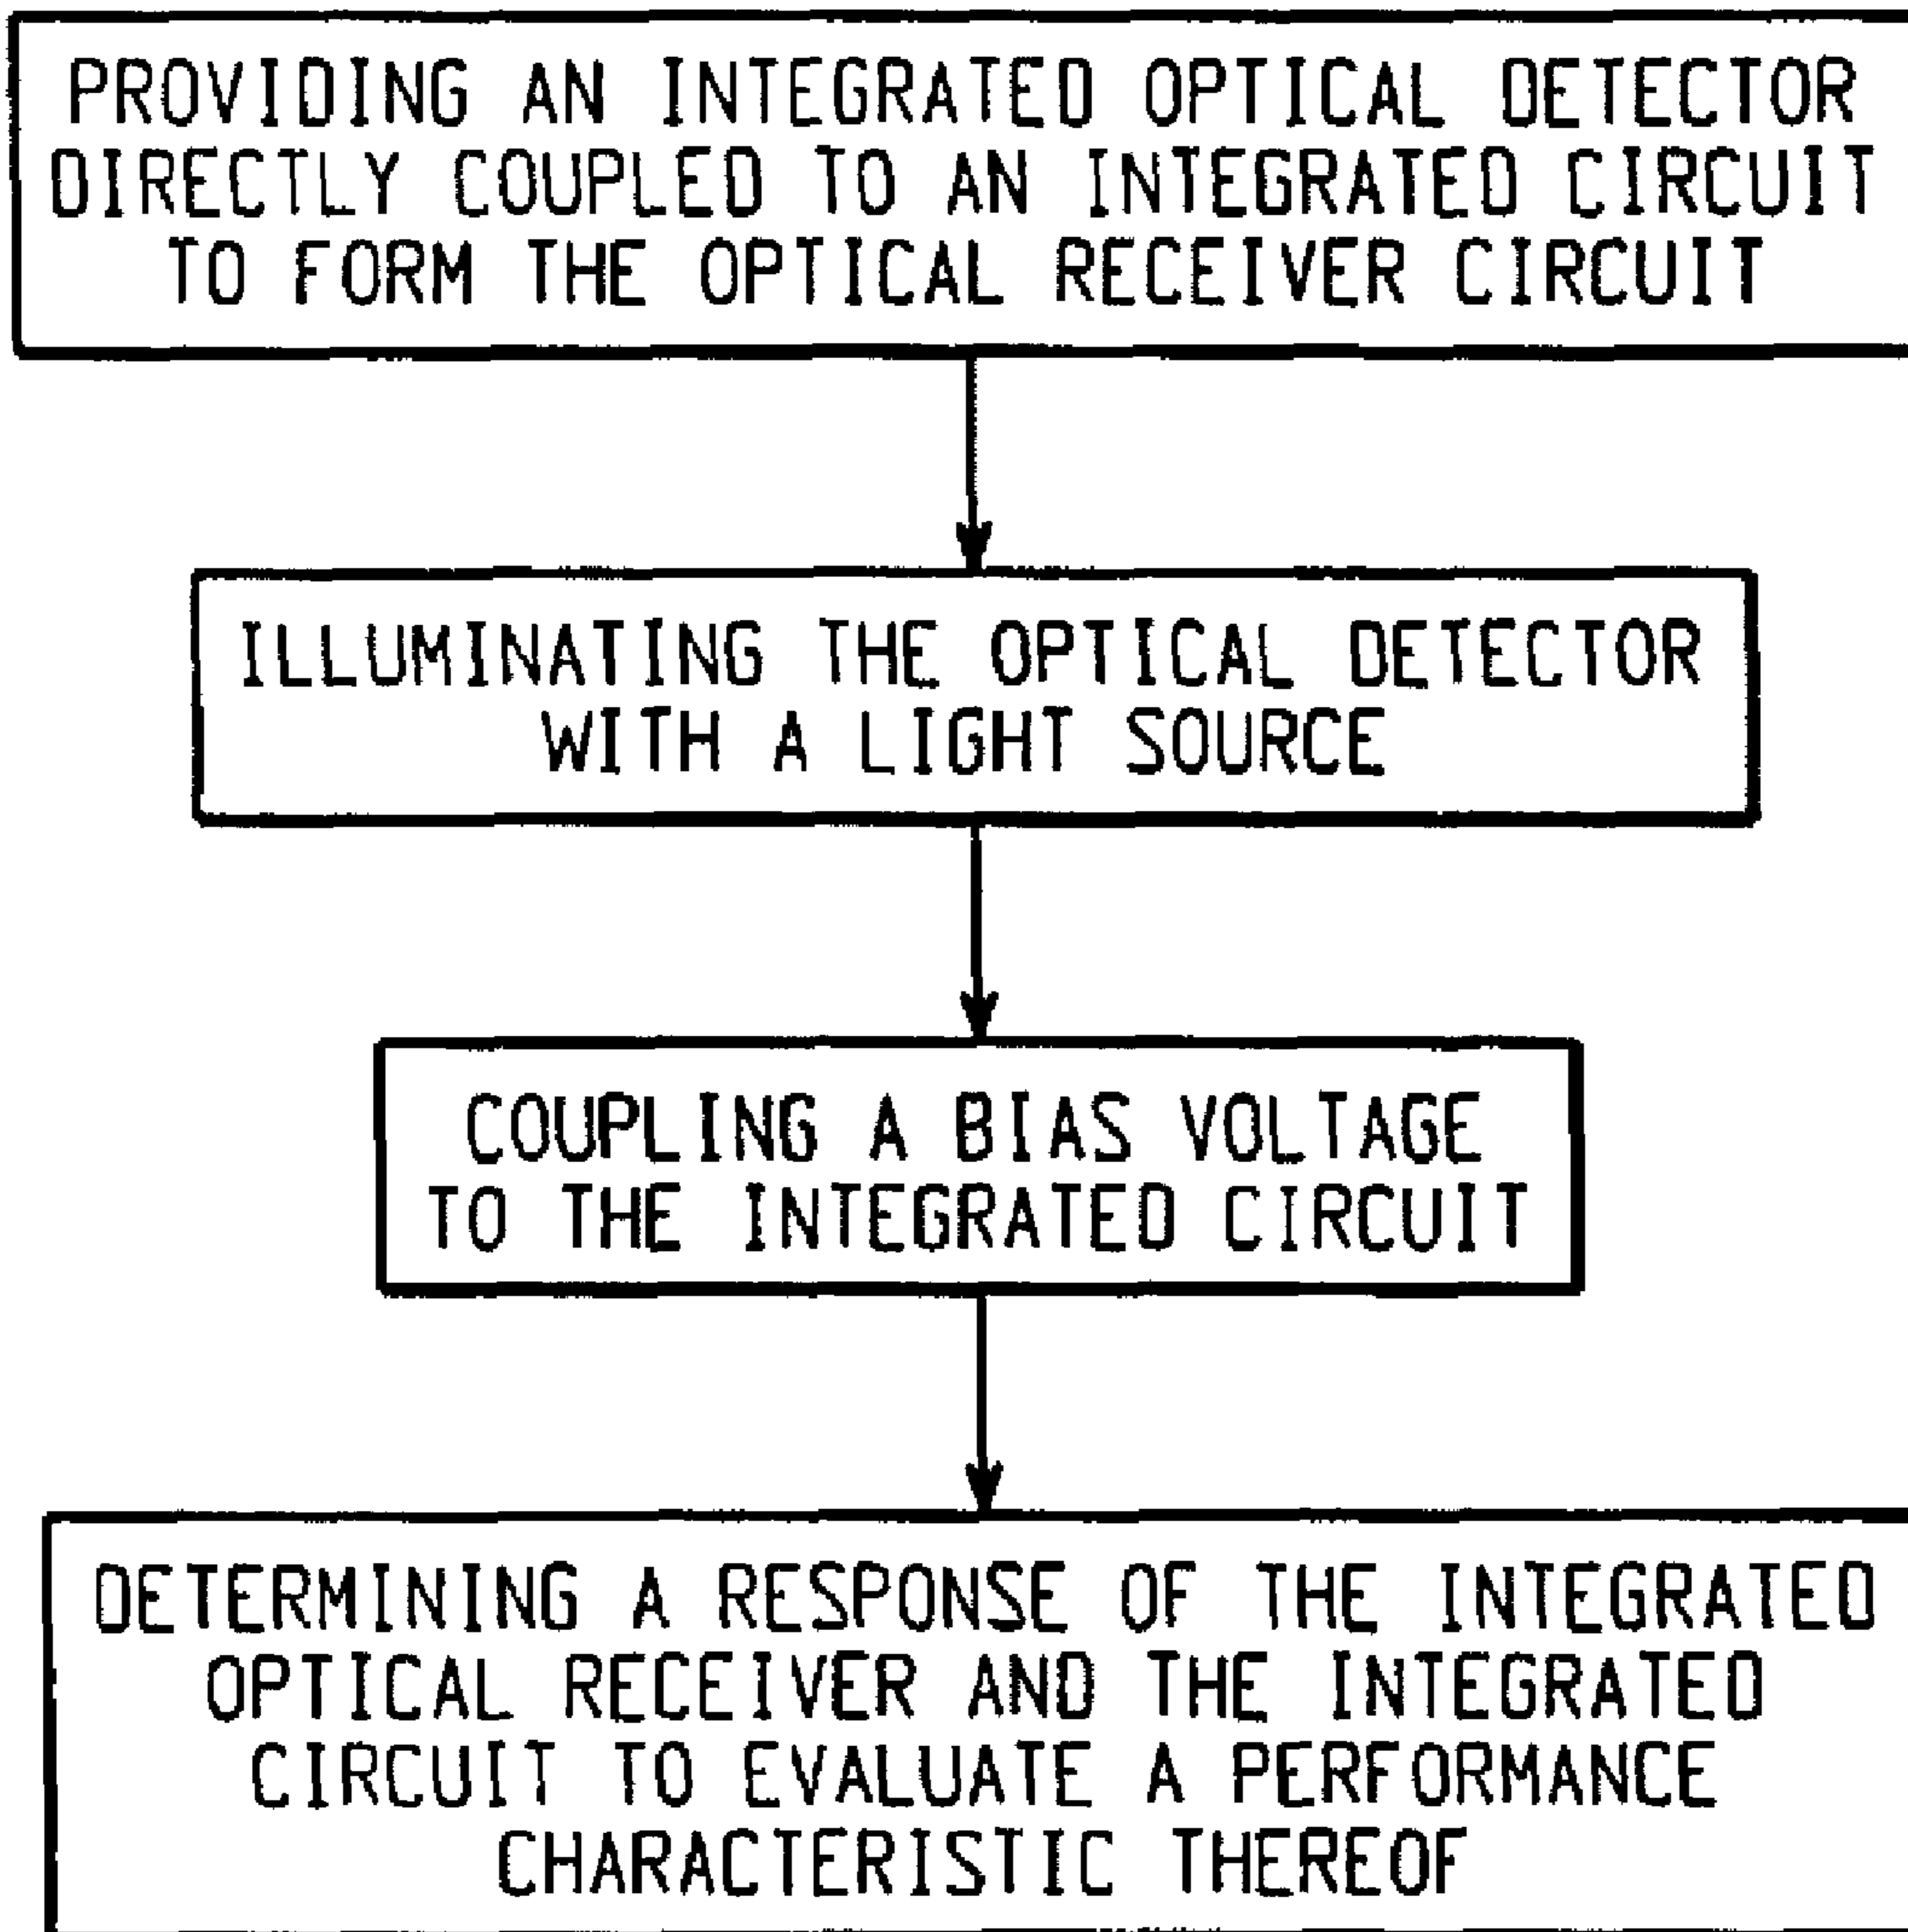 PROVIDING AN INTEGRATED OPTICAL DETECTOR
DIRECTLY COUPLED TO AN INTEGRATED CIRCUIT
TO FORM THE OPTICAL RECEIVER CIRCUIT
ILLUMINATING THE OPTICAL DETECTOR
WITH A LIGHT SOURCE
COUPLING A BIAS VOLTAGE
TO THE INTEGRATED CIRCUIT
DETERMINING A RESPONSE OF THE INTEGRATED
OPTICAL RECEIVER AND THE INTEGRATED
CIRCUIT TO EVALUATE A PERFORMANCE
CHARACTERISTIC THEREOF